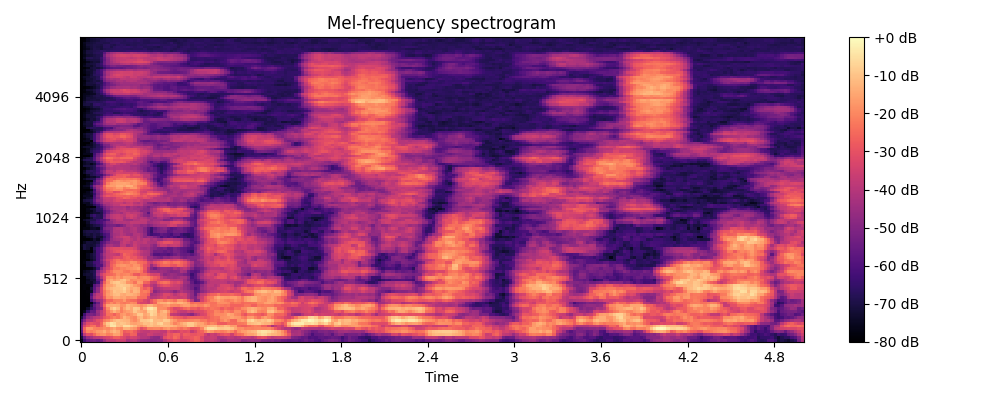 Mel-frequency spectrogram
+0 dB
4096
-10 dB
-20 dB
2048
-30 dB
Hz
-40 dB
1024
-50 dB
512
-60 dB
-70 dB
0
-80 dB
0 0.6 1.2 1.8 2.4 3 3.6 4.2 4.8
Time